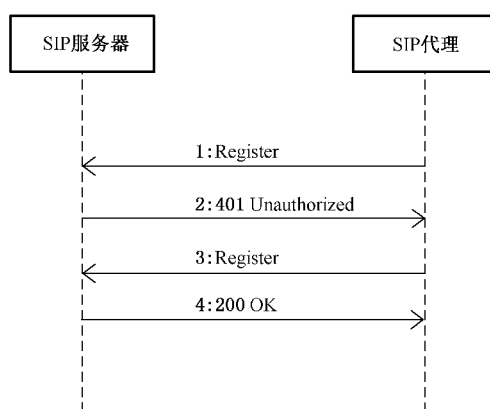 SIP服务器
SIP代理
1:Register
2:401 Unauthorized
3:Register
4:200 OK